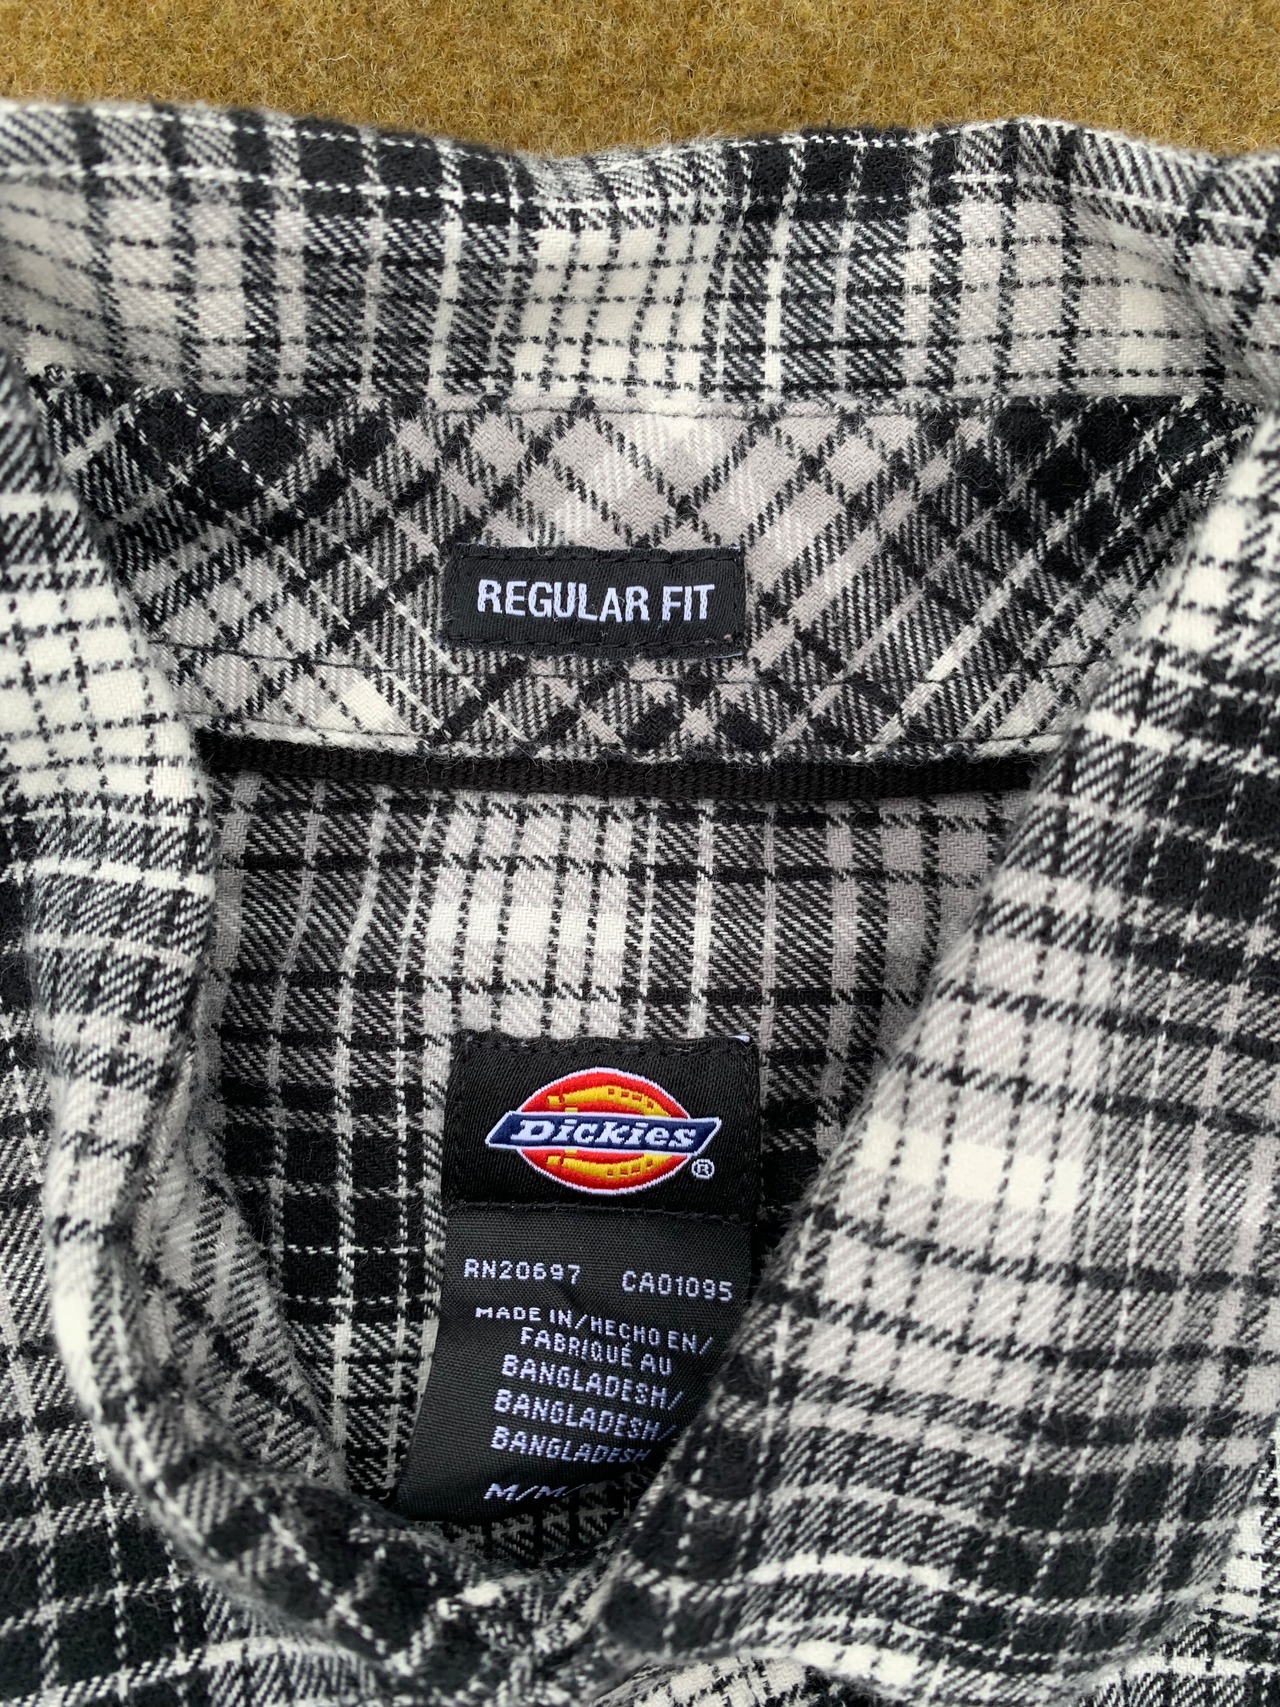 REGULAR FIT
Dickies ®
RN20697 CA01095
MADE IN/HECHO EN/
FABRIQUÉ AU
BANGLADESH/
BANGLADESH/
BANGLADESH
M/M/